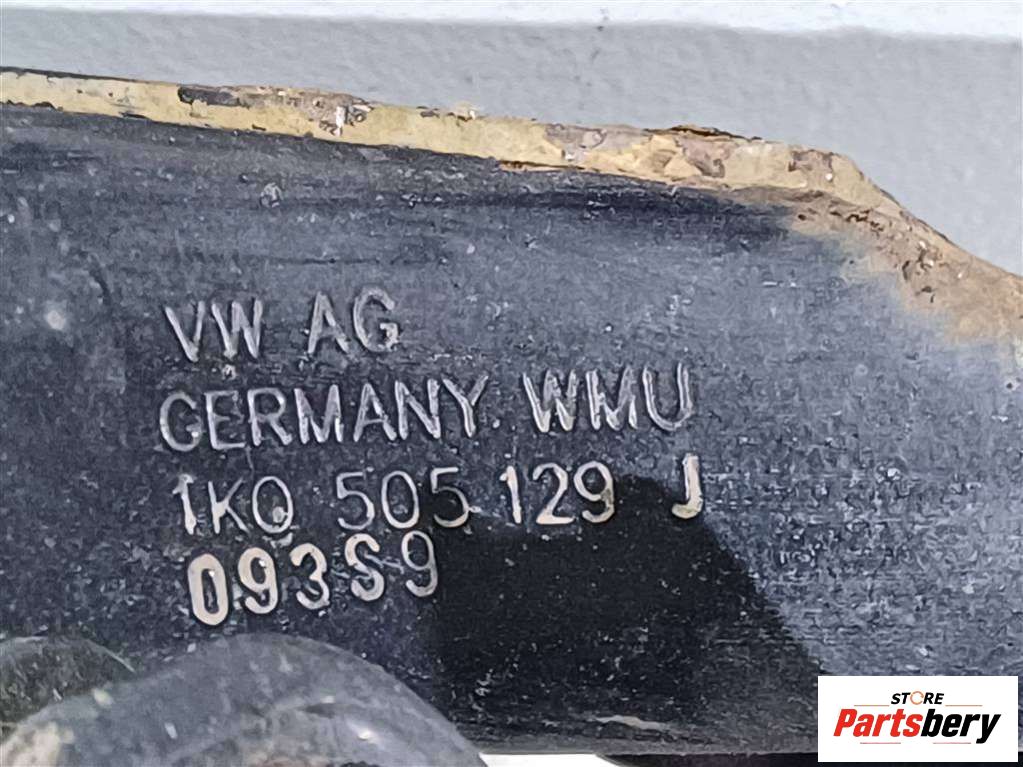 VW AG
GERMANY WMU
1K0 505 129 J
093S9
STORE
Partsbery